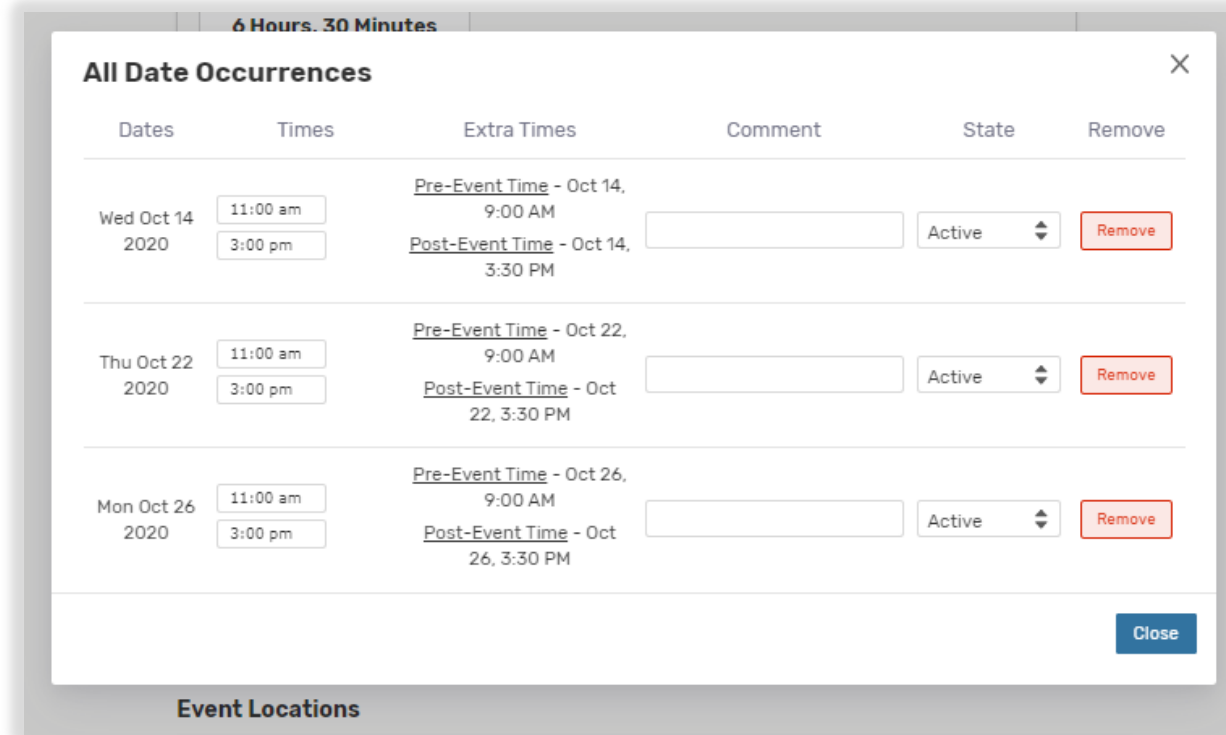 6 Hours, 30 Minutes
All Date Occurrences
Dates Times Extra Times Comment State Remove
Wed Oct 14
2020
11:00 am
3:00 pm
Pre-Event Time - Oct 14,
9:00 AM
Post-Event Time - Oct 14,
3:30 PM
Active
Remove
Thu Oct 22
2020
11:00 am
3:00 pm
Pre-Event Time - Oct 22,
9:00 AM
Post-Event Time - Oct
22, 3:30 PM
Active
Remove
Mon Oct 26
2020
11:00 am
3:00 pm
Pre-Event Time - Oct 26,
9:00 AM
Post-Event Time - Oct
26, 3:30 PM
Active
Remove
Close
Event Locations